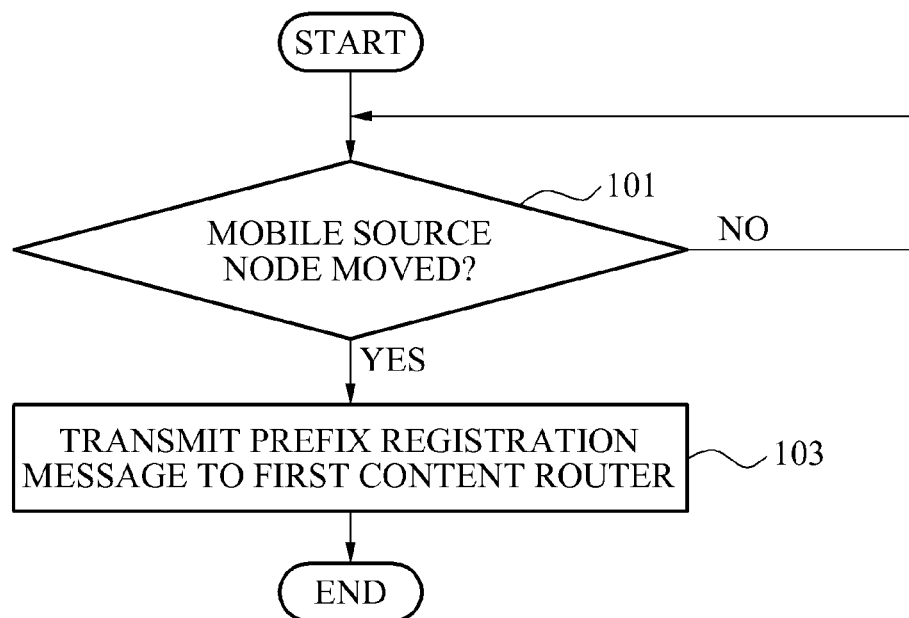 START
101
MOBILE SOURCE
NODE MOVED?
NO
YES
TRANSMIT PREFIX REGISTRATION
MESSAGE TO FIRST CONTENT ROUTER
103
END